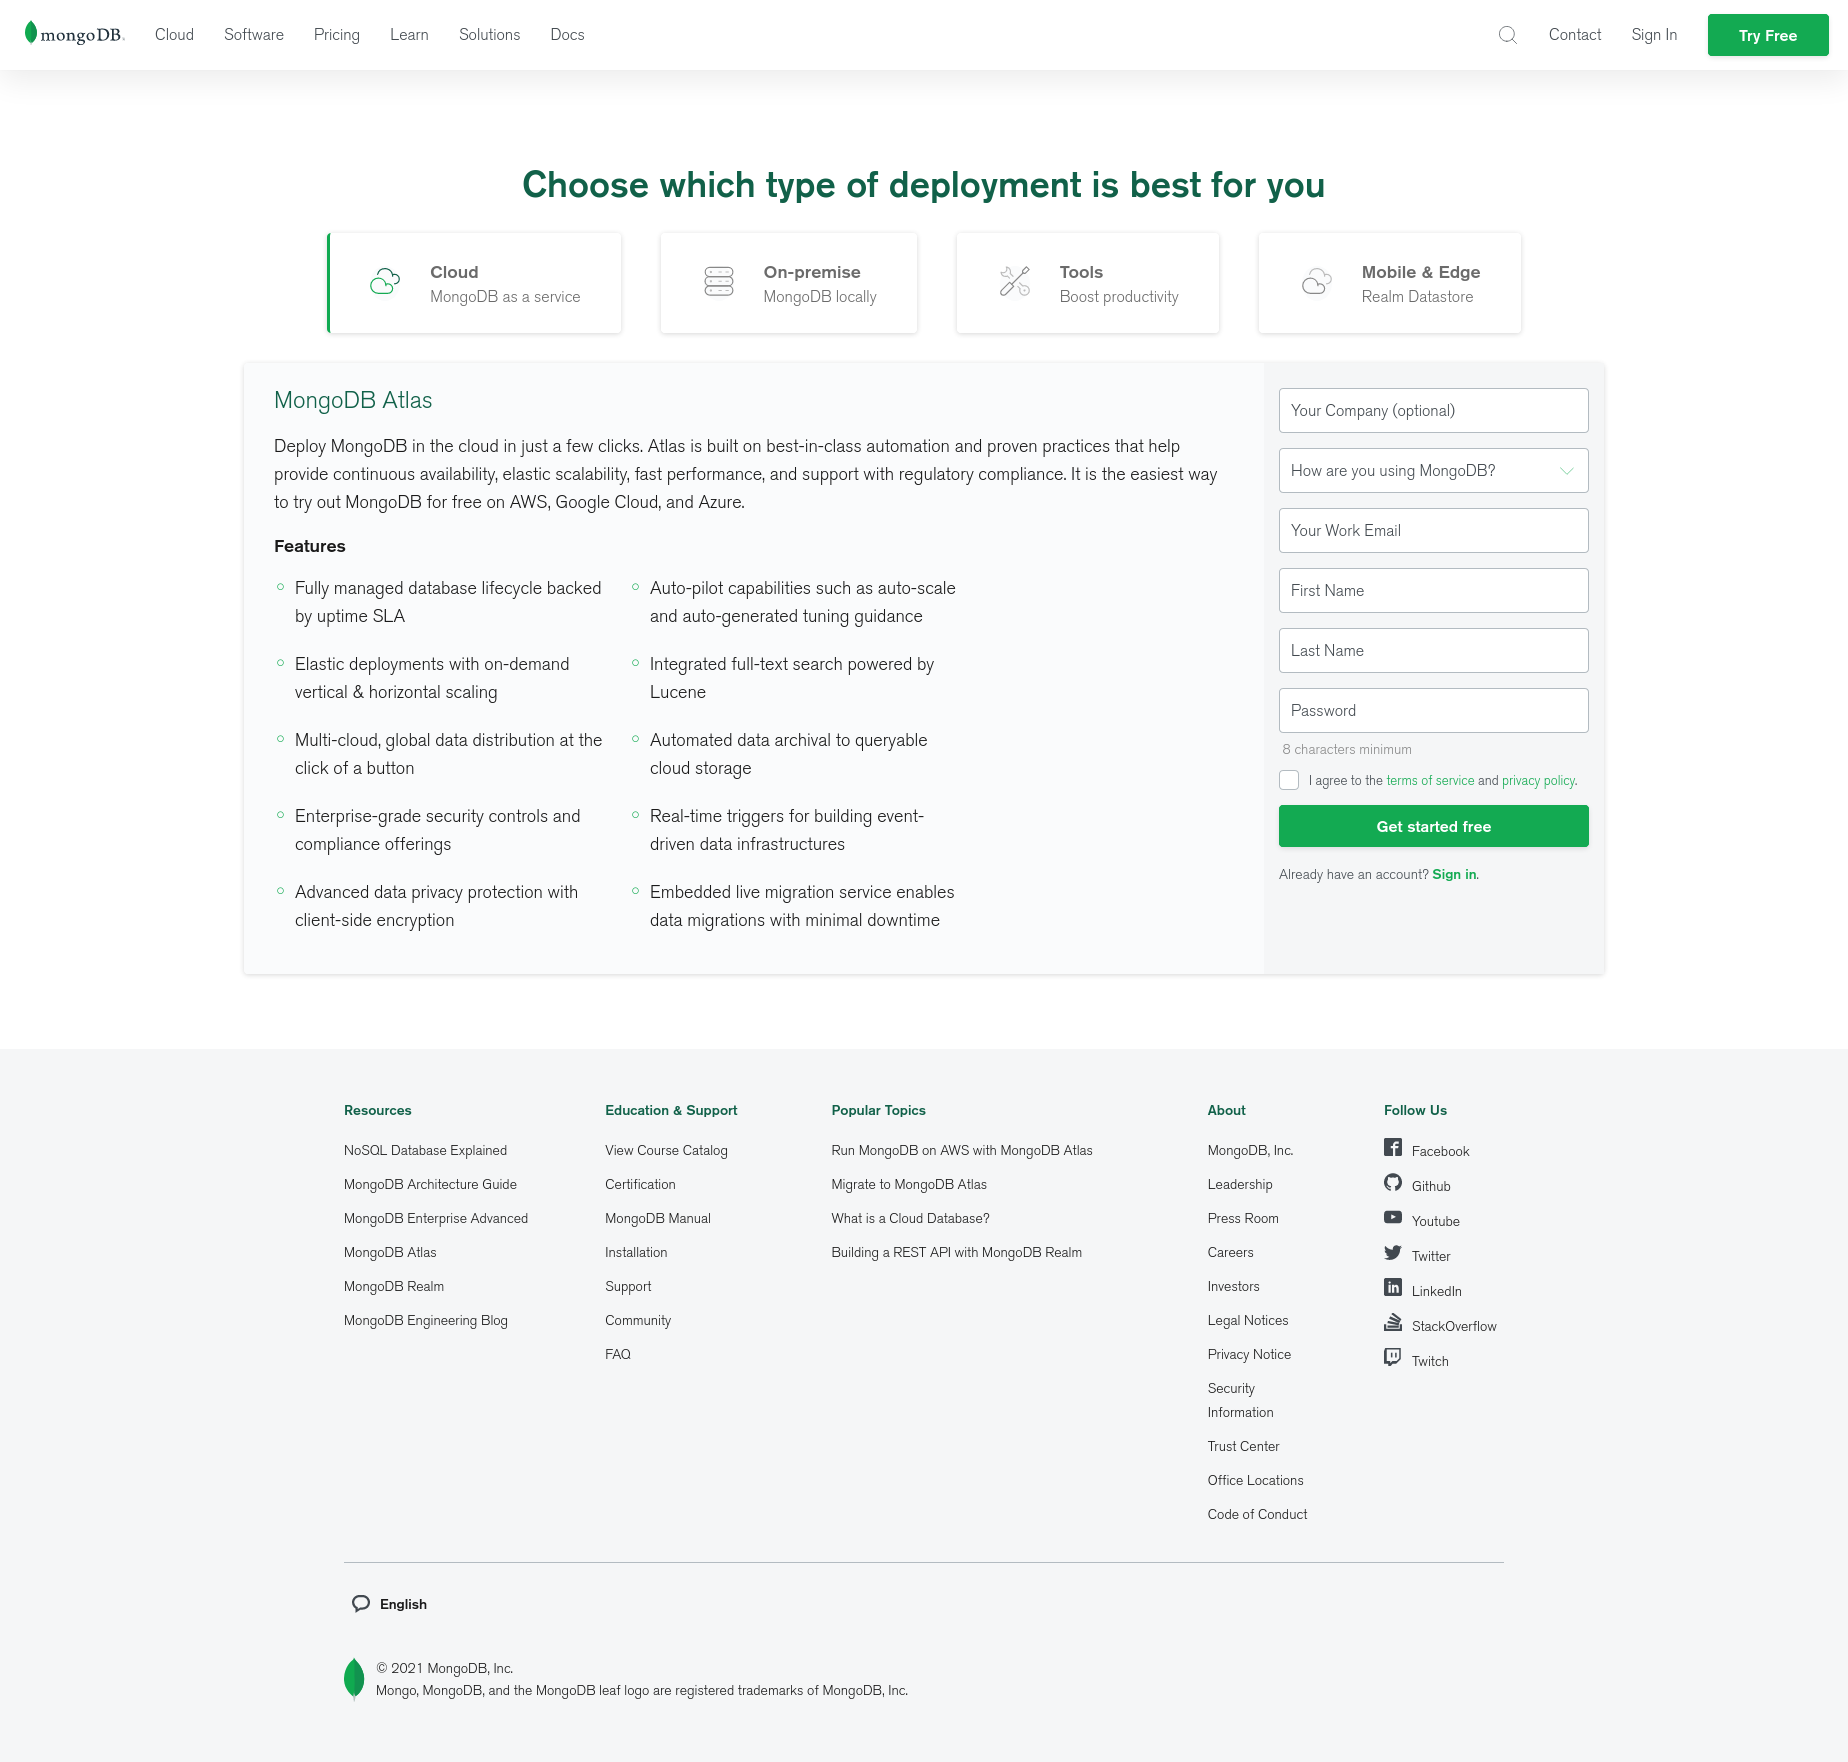 mongoDB.
Cloud
Software
Pricing
Learn
Solutions
Docs
Contact
Sign In
Try Free
Choose which type of deployment is best for you
Cloud
MongoDB as a service
On-premise
MongoDB locally
Tools
Boost productivity
Mobile & Edge
Realm Datastore
MongoDB Atlas
Deploy MongoDB in the cloud in just a few clicks. Atlas is built on best-in-class automation and proven practices that help
provide continuous availability, elastic scalability, fast performance, and support with regulatory compliance. It is the easiest way
to try out MongoDB for free on AWS, Google Cloud, and Azure.
Features
Fully managed database lifecycle backed
by uptime SLA
Elastic deployments with on-demand
vertical & horizontal scaling
Multi-cloud, global data distribution at the
click of a button
Enterprise-grade security controls and
compliance offerings
Advanced data privacy protection with
client-side encryption
Auto-pilot capabilities such as auto-scale
and auto-generated tuning guidance
Integrated full-text search powered by
Lucene
Automated data archival to queryable
cloud storage
Real-time triggers for building event-
driven data infrastructures
Embedded live migration service enables
data migrations with minimal downtime
Your Company (optional)
How are you using MongoDB?
Your Work Email
First Name
Last Name
Password
8 characters minimum
I agree to the terms of service and privacy policy.
Get started free
Already have an account? Sign in.
Resources
NoSQL Database Explained
MongoDB Architecture Guide
MongoDB Enterprise Advanced
MongoDB Atlas
MongoDB Realm
MongoDB Engineering Blog
Education & Support
View Course Catalog
Certification
MongoDB Manual
Installation
Support
Community
FAQ
Popular Topics
Run MongoDB on AWS with MongoDB Atlas
Migrate to MongoDB Atlas
What is a Cloud Database?
Building a REST API with MongoDB Realm
About
MongoDB, Inc.
Leadership
Press Room
Careers
Investors
Legal Notices
Privacy Notice
Security
Information
Trust Center
Office Locations
Code of Conduct
Follow Us
Facebook
Github
Youtube
Twitter
LinkedIn
StackOverflow
Twitch
English
© 2021 MongoDB, Inc.
Mongo, MongoDB, and the MongoDB leaf logo are registered trademarks of MongoDB, Inc.